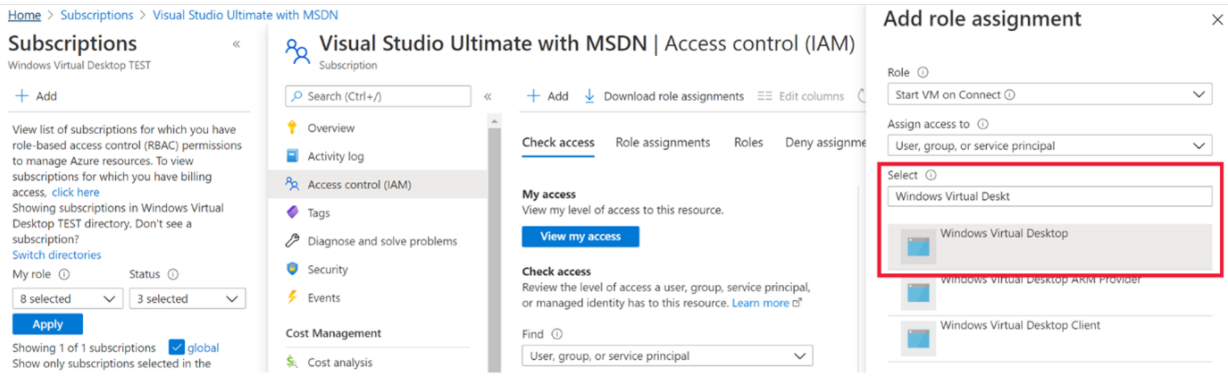 Home > Subscriptions > Visual Studio Ultimate with MSDN
Subscriptions
«
Windows Virtual Desktop TEST
+ Add
View list of subscriptions for which you have
role-based access control (RBAC) permissions
to manage Azure resources. To view
subscriptions for which you have billing
access, click here
Showing subscriptions in Windows Virtual
Desktop TEST directory. Don't see a
subscription?
Switch directories
My role
Status
8 selected
3 selected
Apply
Showing 1 of 1 subscriptions global
Show only subscriptions selected in the
Visual Studio Ultimate with MSDN | Access control (IAM)
Subscription
Search (Ctrl+/)
«
Overview
Activity log
Access control (IAM)
Tags
Diagnose and solve problems
Security
Events
Cost Management
Cost analysis
+ Add Download role assignments Edit columns
Check access Role assignments Roles Deny assignme
My access
View my level of access to this resource.
View my access
Check access
Review the level of access a user, group, service principal,
or managed identity has to this resource. Learn more
Find
User, group, or service principal
Add role assignment
Role
Start VM on Connect
Assign access to
User, group, or service principal
Select
Windows Virtual Deskt
Windows Virtual Desktop
Windows Virtual Desktop ARM Provider
Windows Virtual Desktop Client